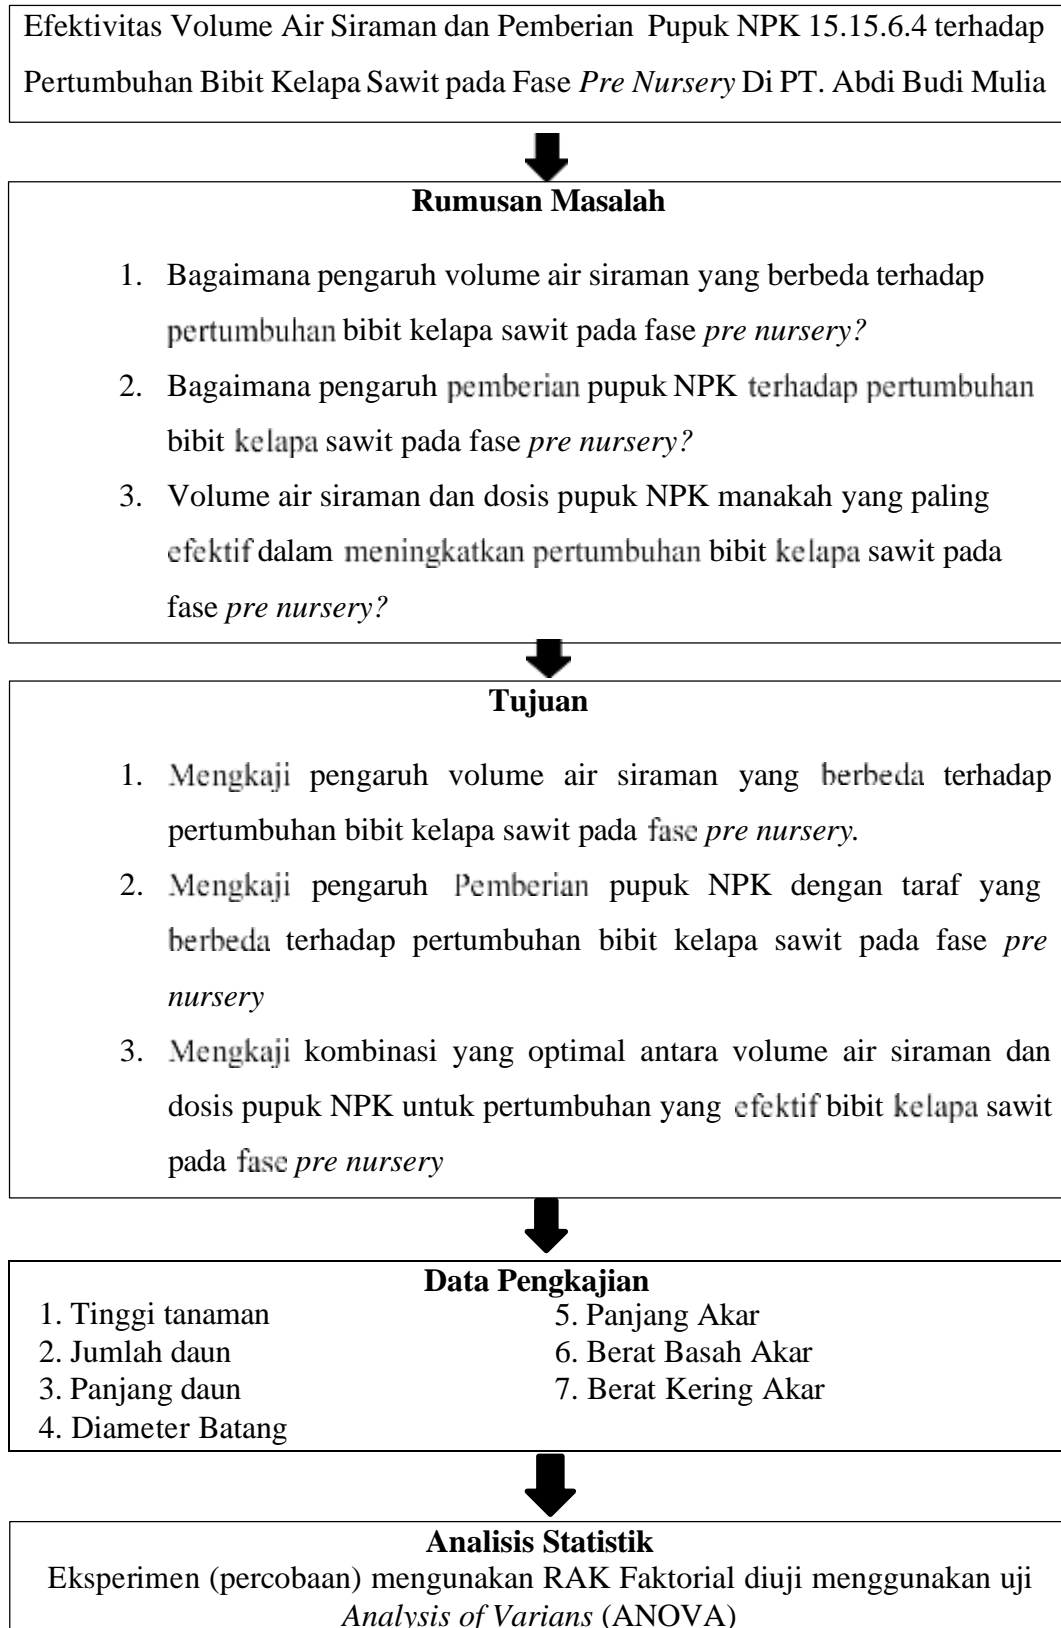 Efektivitas Volume Air Siraman dan Pemberian Pupuk NPK 15.15.6.4 terhadap
Pertumbuhan Bibit Kelapa Sawit pada Fase Pre Nursery Di PT. Abdi Budi Mulia
Rumusan Masalah
1. Bagaimana pengaruh volume air siraman yang berbeda terhadap
pertumbuhan bibit kelapa sawit pada fase pre nursery?
2. Bagaimana pengaruh pemberian pupuk NPK terhadap pertumbuhan
bibit kelapa sawit pada fase pre nursery?
3. Volume air siraman dan dosis pupuk NPK manakah yang paling
efektif dalam meningkatkan pertumbuhan bibit kelapa sawit pada
fase pre nursery?
Tujuan
1. Mengkaji pengaruh volume air siraman yang berbeda terhadap
pertumbuhan bibit kelapa sawit pada fase pre nursery.
2. Mengkaji pengaruh Pemberian pupuk NPK dengan taraf yang
berbeda terhadap pertumbuhan bibit kelapa sawit pada fase pre
nursery
3. Mengkaji kombinasi yang optimal antara volume air siraman dan
dosis pupuk NPK untuk pertumbuhan yang efektif bibit kelapa sawit
pada fase pre nursery
Data Pengkajian
1. Tinggi tanaman
2. Jumlah daun
3. Panjang daun
4. Diameter Batang
5. Panjang Akar
6. Berat Basah Akar
7. Berat Kering Akar
Analisis Statistik
Eksperimen (percobaan) mengunakan RAK Faktorial diuji menggunakan uji
Analysis of Varians (ANOVA)